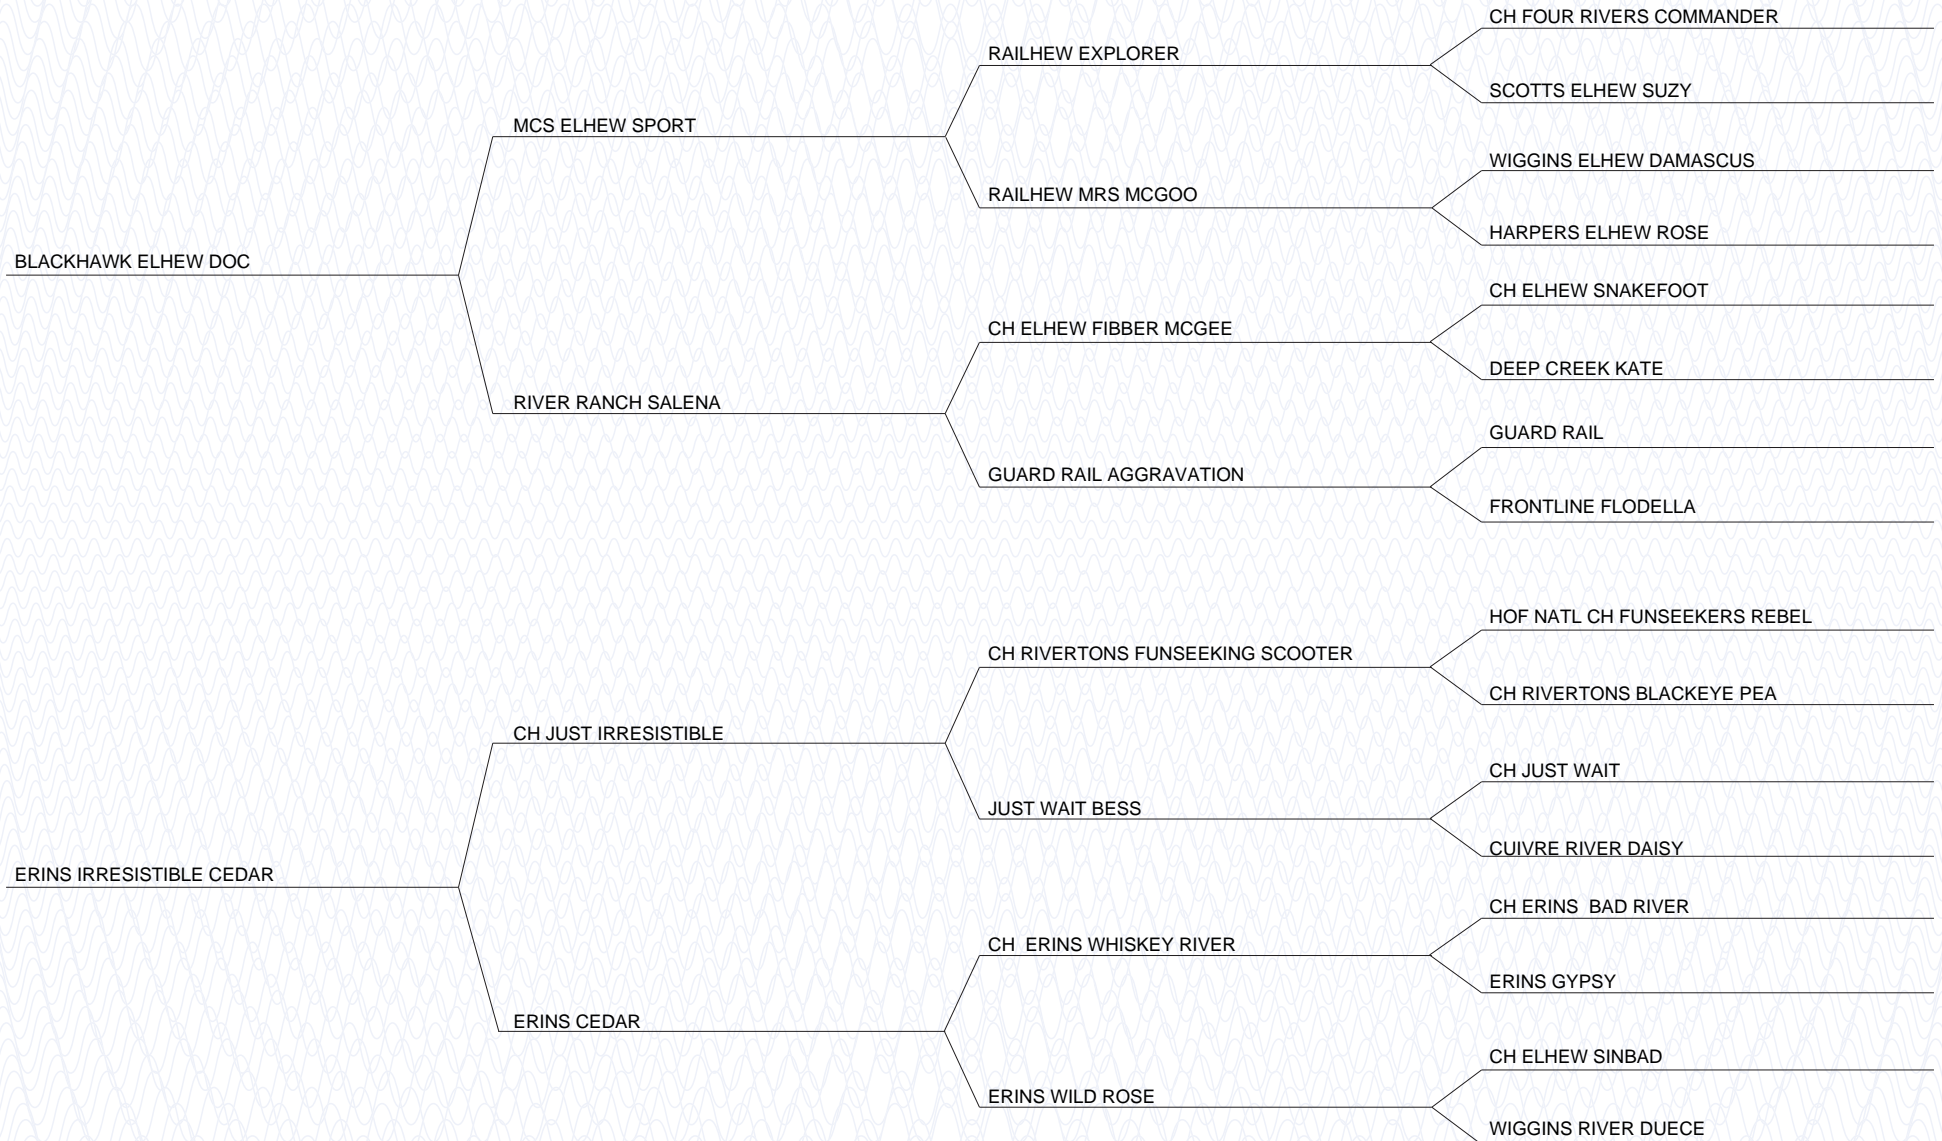 CH FOUR RIVERS COMMANDER
RAILHEW EXPLORER
SCOTTS ELHEW SUZY
MCS ELHEW SPORT
WIGGINS ELHEW DAMASCUS
RAILHEW MRS MCGOO
HARPERS ELHEW ROSE
BLACKHAWK ELHEW DOC
CH ELHEW SNAKEFOOT
CH ELHEW FIBBER MCGEE
DEEP CREEK KATE
RIVER RANCH SALENA
GUARD RAIL
GUARD RAIL AGGRAVATION
FRONTLINE FLODELLA
HOF NATL CH FUNSEEKERS REBEL
CH RIVERTONS FUNSEEKING SCOOTER
CH RIVERTONS BLACKEYE PEA
CH JUST IRRESISTIBLE
CH JUST WAIT
JUST WAIT BESS
CUIVRE RIVER DAISY
ERINS IRRESISTIBLE CEDAR
CH ERINS  BAD RIVER
CH  ERINS WHISKEY RIVER
ERINS GYPSY
ERINS CEDAR
CH ELHEW SINBAD
ERINS WILD ROSE
WIGGINS RIVER DUECE